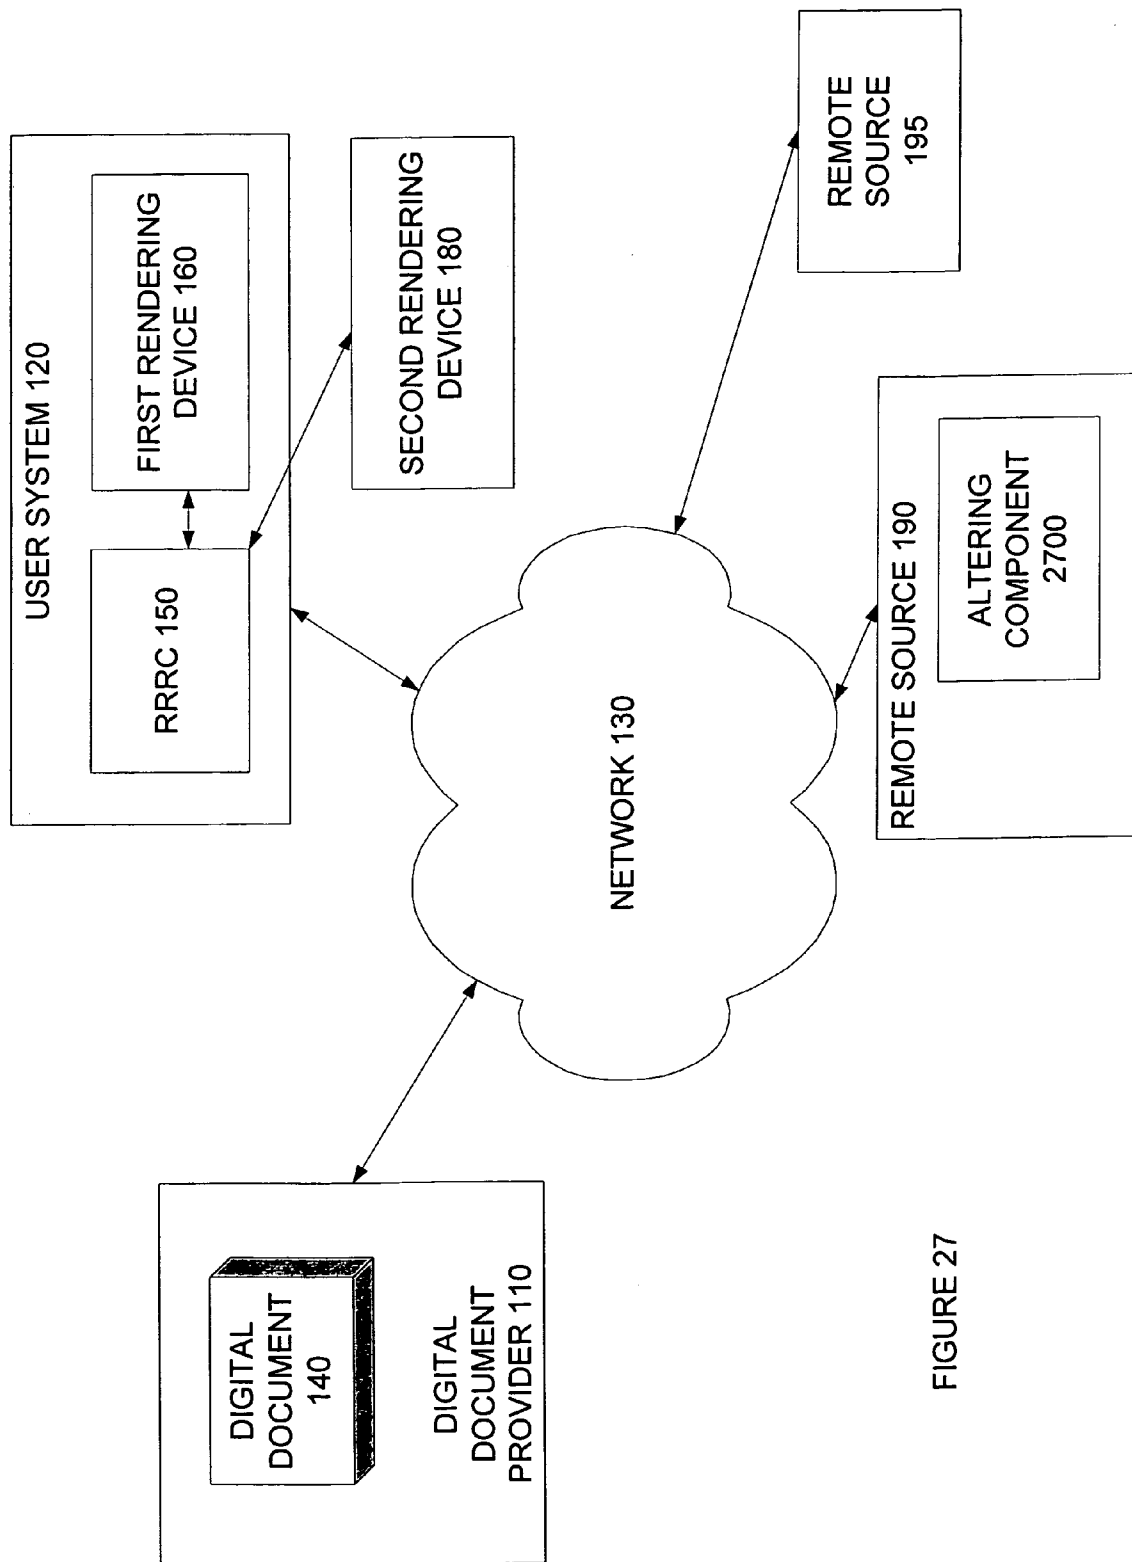 USER SYSTEM 120
RRRC 150
FIRST RENDERING
DEVICE 160
SECOND RENDERING
DEVICE 180
DIGITAL
DOCUMENT
140
DIGITAL
DOCUMENT
PROVIDER 110
NETWORK 130
REMOTE
SOURCE
195
REMOTE SOURCE 190
ALTERING
COMPONENT
2700
FIGURE 27